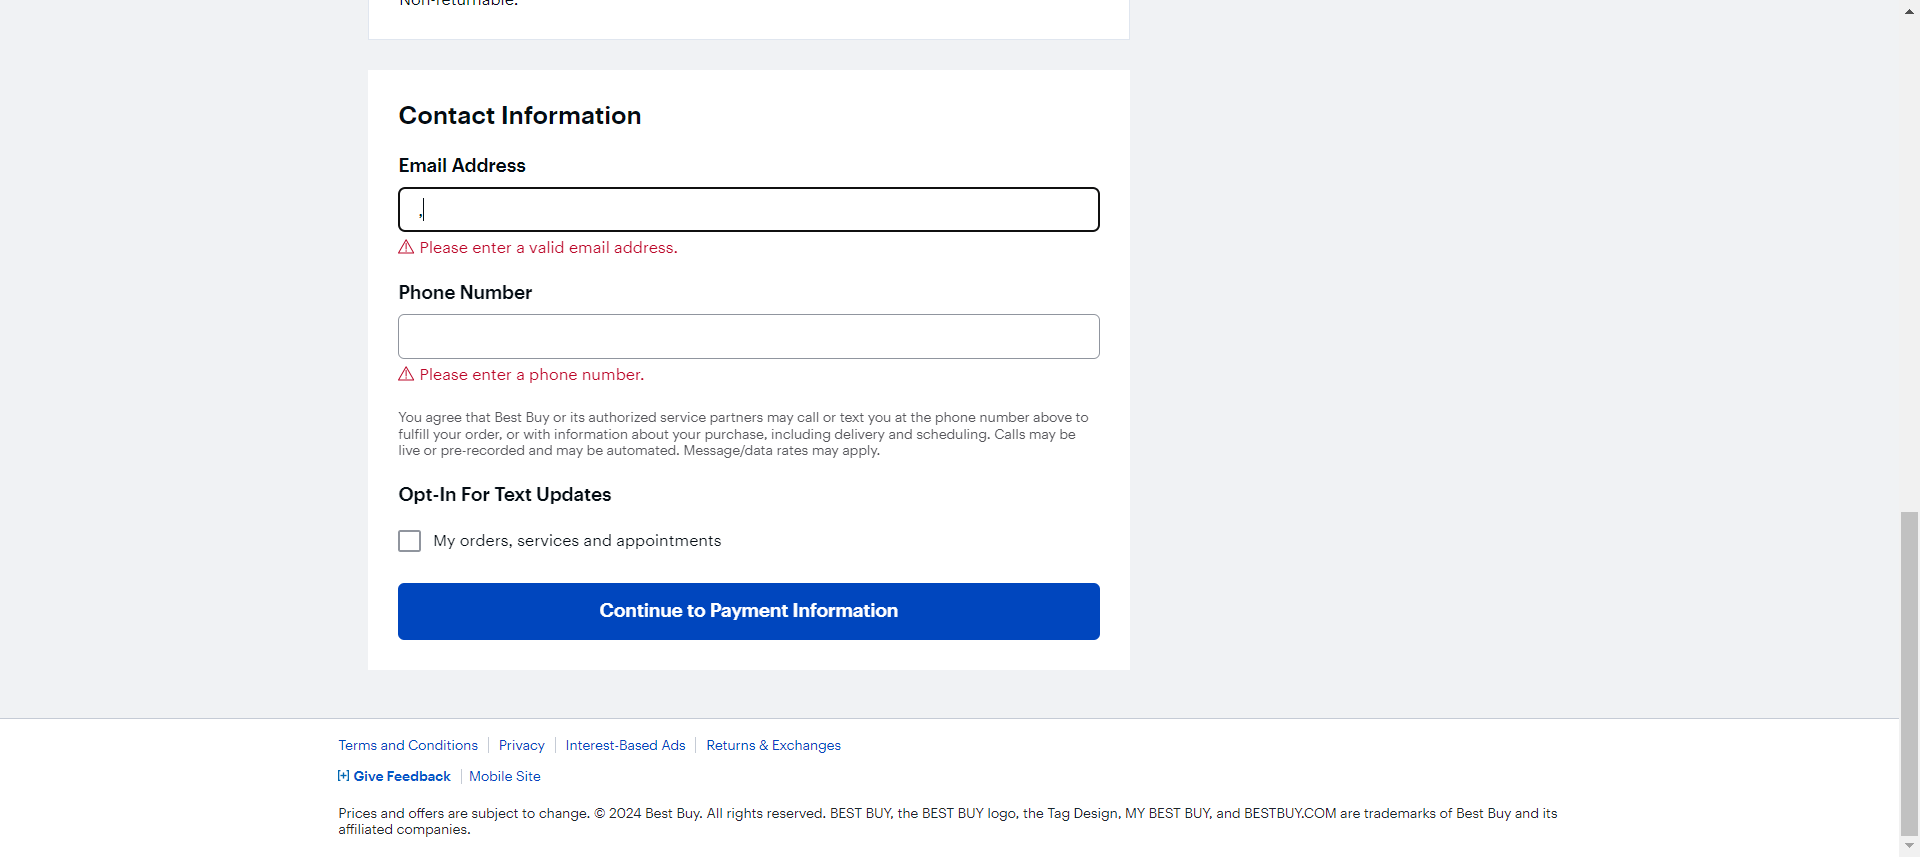 Non-returnable.
Contact Information
Email Address
,
Please enter a valid email address.
Phone Number
Please enter a phone number.
You agree that Best Buy or its authorized service partners may call or text you at the phone number above to
fulfill your order, or with information about your purchase, including delivery and scheduling. Calls may be
live or pre-recorded and may be automated. Message/data rates may apply.
Opt-In For Text Updates
My orders, services and appointments
Continue to Payment Information
Terms and Conditions Privacy Interest-Based Ads Returns & Exchanges
[+] Give Feedback Mobile Site
Prices and offers are subject to change. © 2024 Best Buy. All rights reserved. BEST BUY, the BEST BUY logo, the Tag Design, MY BEST BUY, and BESTBUY.COM are trademarks of Best Buy and its
affiliated companies.